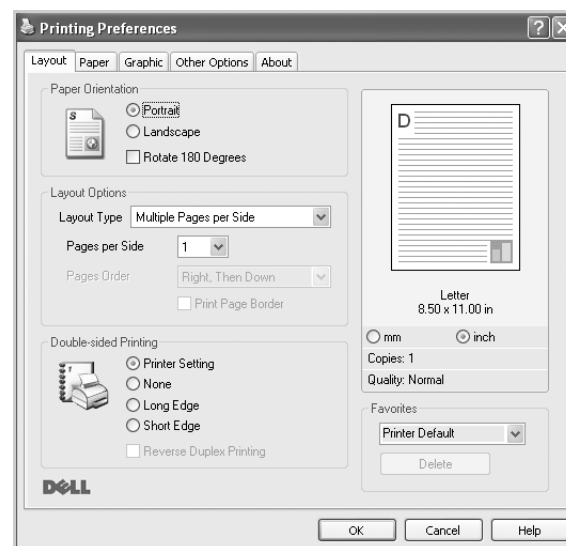 Printing Preferences
Layout Paper Graphic Other Options About
Paper Orientation
S
Portrait
Landscape
Rotate 180 Degrees
Layout Options
Layout Type Multiple Pages per Side
Pages per Side 1
Pages Order Right, Then Down
Print Page Border
Double-sided Printing
Printer Setting
None
Long Edge
Short Edge
Reverse Duplex Printing
DELL
D
Letter
8.50 x 11.00 in
mm inch
Copies: 1
Quality: Normal
Favorites
Printer Default
Delete
OK Cancel Help